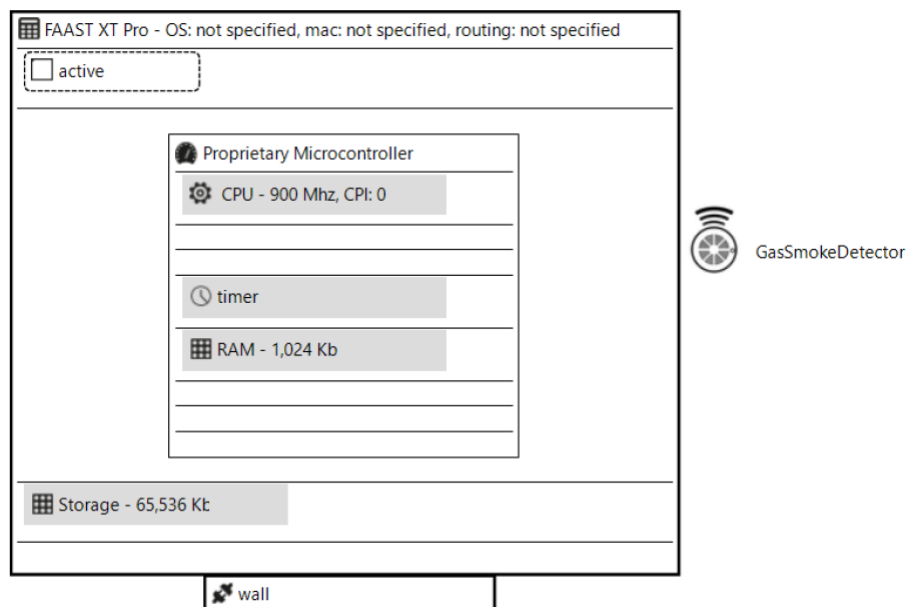 FAAST XT Pro - OS: not specified, mac: not specified, routing: not specified
active
Proprietary Microcontroller
CPU - 900 Mhz, CPI: 0
GasSmokeDetector
timer
RAM - 1,024 Kb
Storage - 65,536 Kb
wall